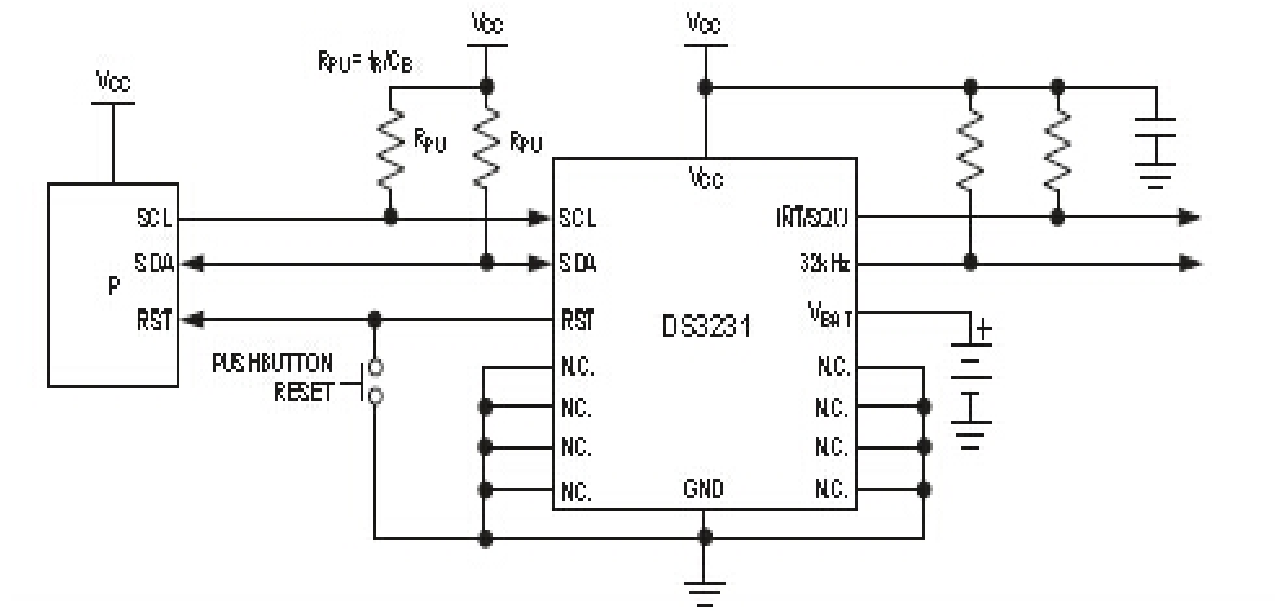 VCC
RPU= tR/CB
VCC
VCC
RPU
RPU
VCC
SCL
SDA
P
RST
PUSHBUTTON
RESET
SCL
SDA
RST
N.C.
N.C.
N.C.
N.C.
DS3231
GND
INT/SQW
32kHz
VBAT
+
N.C.
N.C.
N.C.
N.C.